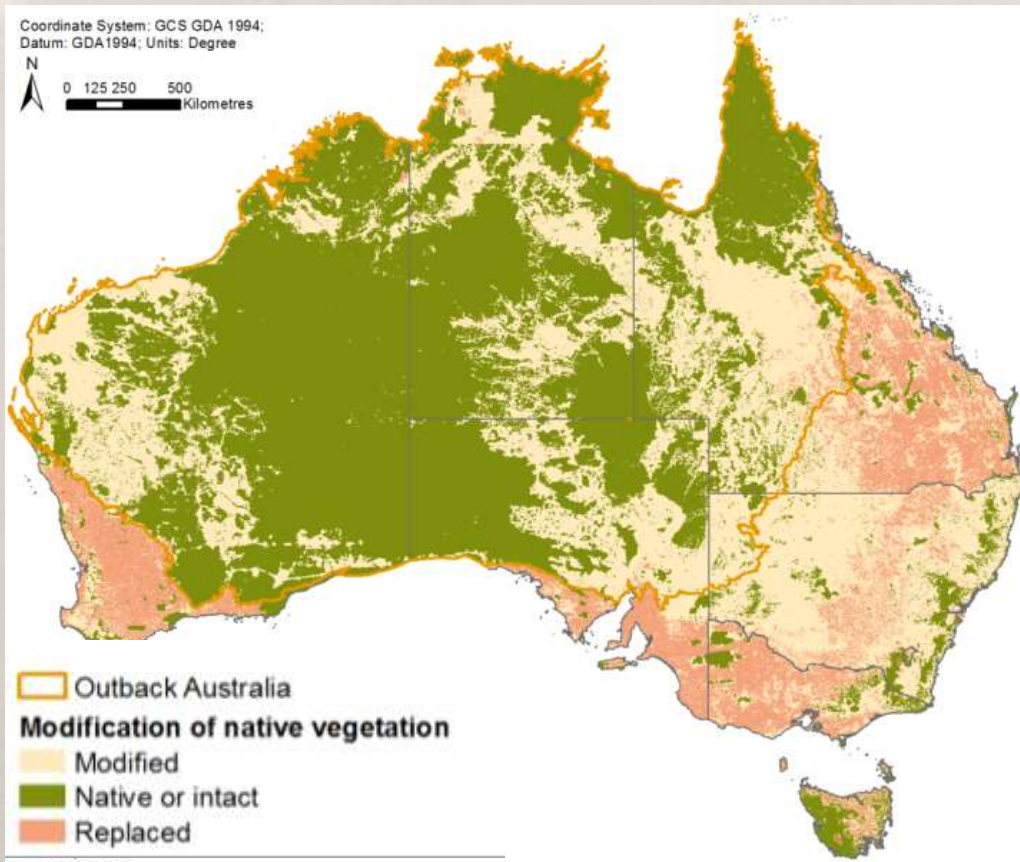 Coordinate System: GCS GDA 1994;
Datum: GDA1994; Units: Degree
N
0 125 250 500
Kilometres
Outback Australia
Modification of native vegetation
Modified
Native or intact
Replaced